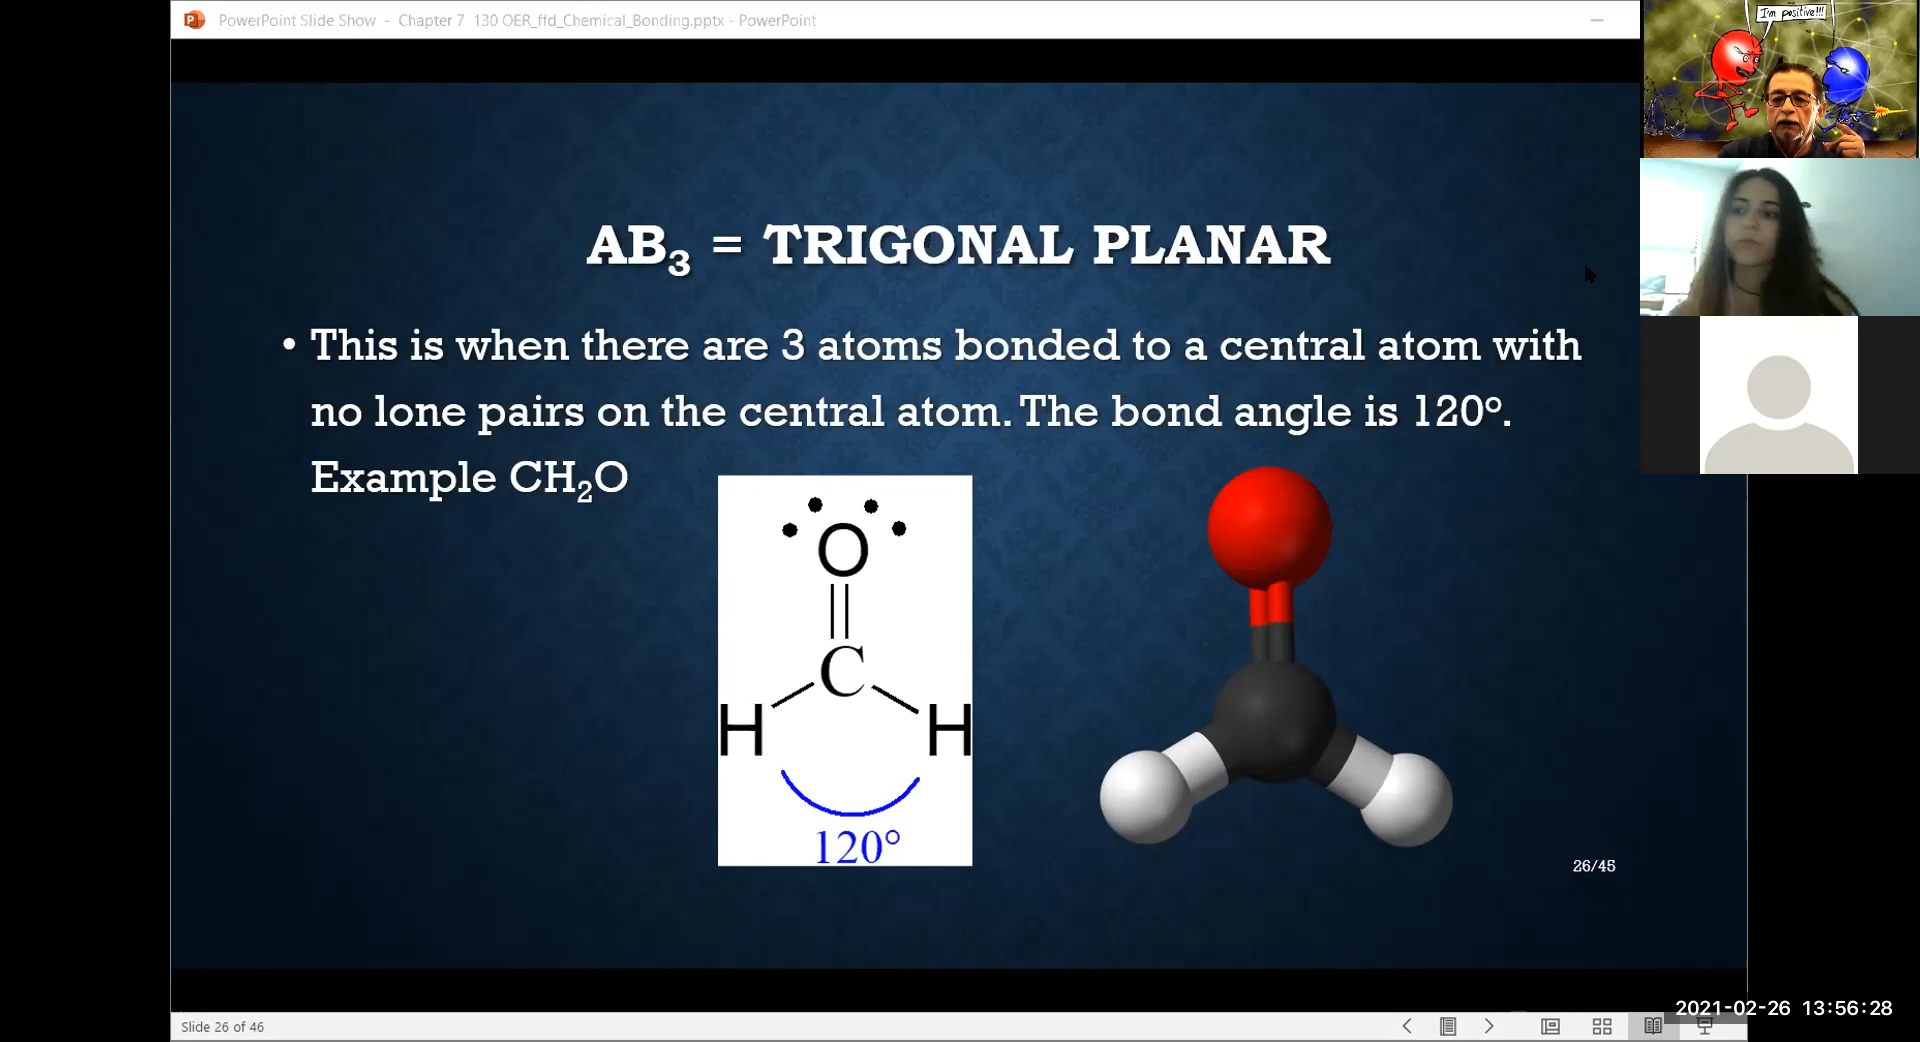 PowerPoint Slide Show - Chapter 7 130 OER_ffd_Chemical_Bonding.pptx - PowerPoint
I'm positive!!!
AB₃ = TRIGONAL PLANAR
• This is when there are 3 atoms bonded to a central atom with
no lone pairs on the central atom. The bond angle is 120º.
Example CH₂O
O
C
H H
120°
26/45
2021-02-26 13:56:28
Slide 26 of 46